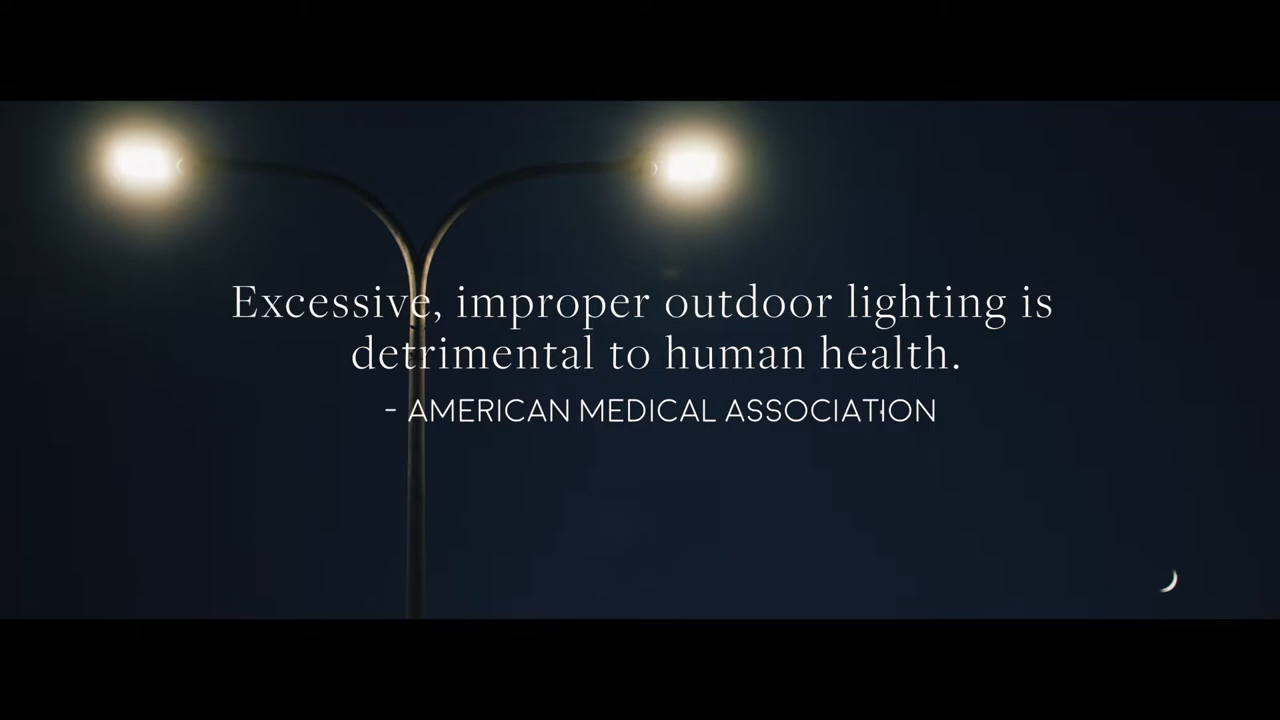 Excessive, improper outdoor lighting is
detrimental to human health.
- AMERICAN MEDICAL ASSOCIATION